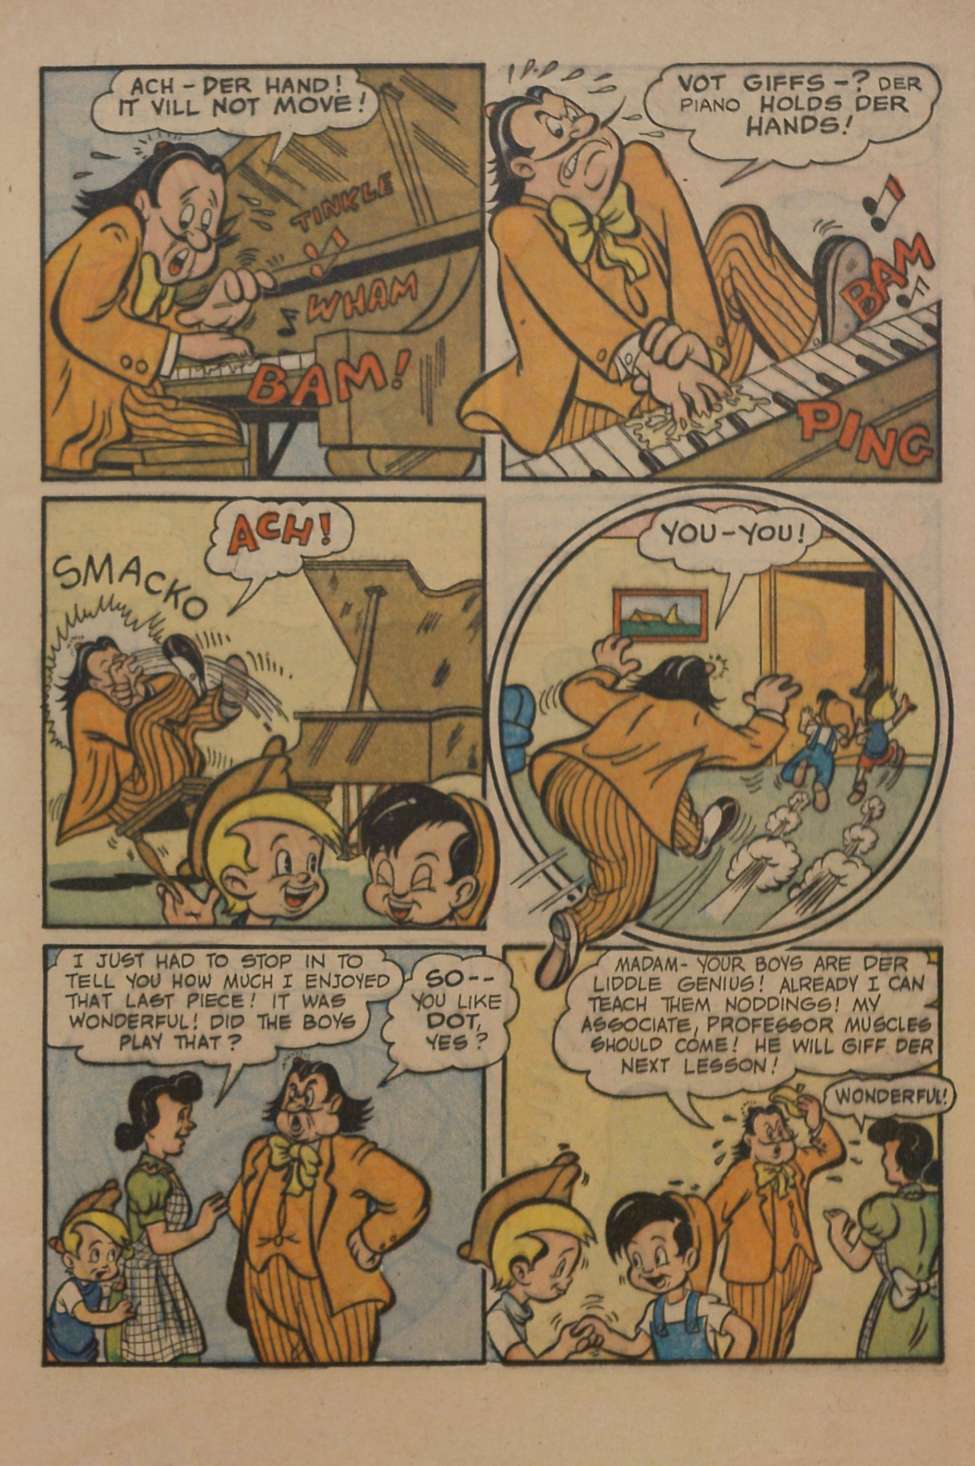 ACH - DER HAND!
IT VILL NOT MOVE!
TINKLE
WHAM
BAM!
VOT GIFFS -? DER
PIANO HOLDS DER
HANDS!
BAM
PING
SMACKO
ACH!
YOU-YOU!
I JUST HAD TO STOP IN TO
TELL YOU HOW MUCH I ENJOYED
THAT LAST PIECE! IT WAS
WONDERFUL! DID THE BOYS
PLAY THAT?
SO--
YOU LIKE
DOT,
YES?
MADAM- YOUR BOYS ARE DER
LIDDLE GENIUS! ALREADY I CAN
TEACH THEM NODDINGS! MY
ASSOCIATE, PROFESSOR MUSCLES
SHOULD COME! HE WILL GIFF DER
NEXT LESSON!
WONDERFUL!